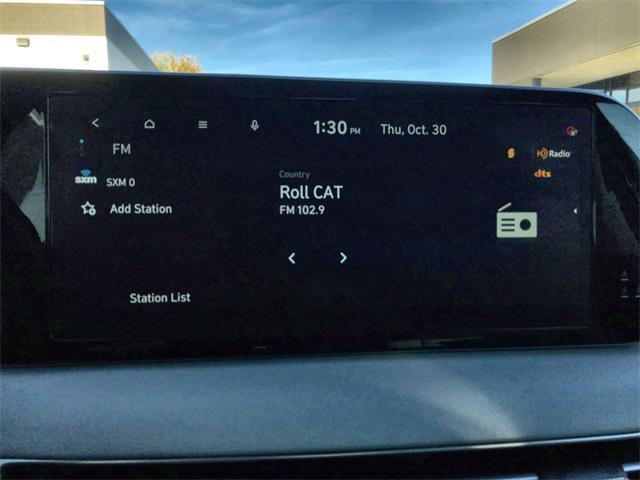 1:30 PM Thu, Oct. 30
FM
HD Radio
sxm SXM 0
dts
Country
Roll CAT
Add Station
FM 102.9
Station List